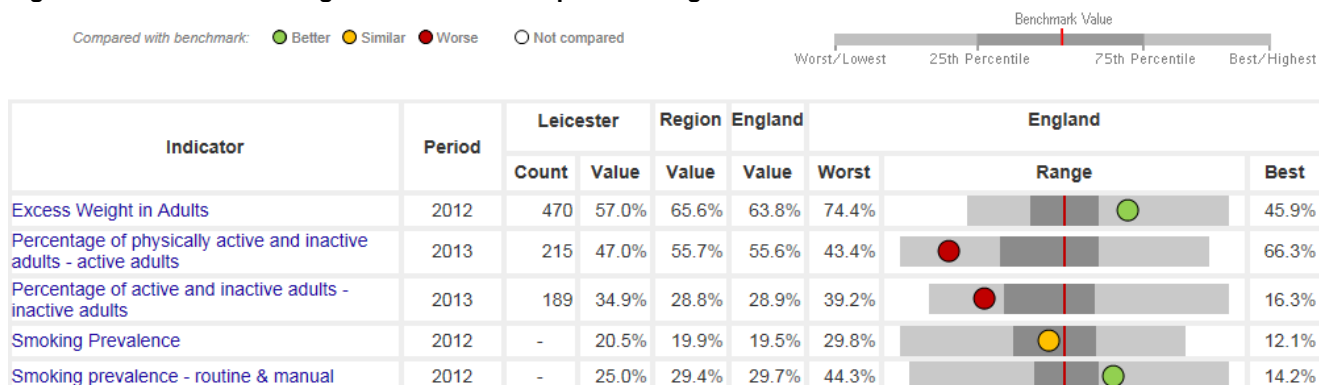 Compared with benchmark: Better Similar Worse Not compared
Benchmark Value
Worst/Lowest 25th Percentile 75th Percentile Best/Highest
Indicator Period Leicester Region England England
Count Value Value Value Worst Range Best
Excess Weight in Adults 2012 470 57.0% 65.6% 63.8% 74.4% 45.9%
Percentage of physically active and inactive
adults - active adults 2013 215 47.0% 55.7% 55.6% 43.4% 66.3%
Percentage of active and inactive adults -
inactive adults 2013 189 34.9% 28.8% 28.9% 39.2% 16.3%
Smoking Prevalence 2012 - 20.5% 19.9% 19.5% 29.8% 12.1%
Smoking prevalence - routine & manual 2012 - 25.0% 29.4% 29.7% 44.3% 14.2%